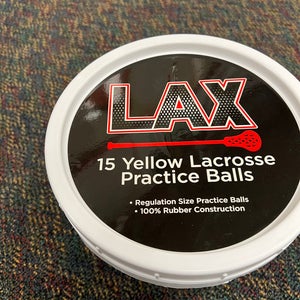 LAX
15 Yellow Lacrosse
Practice Balls
• Regulation Size Practice Balls
• 100% Rubber Construction